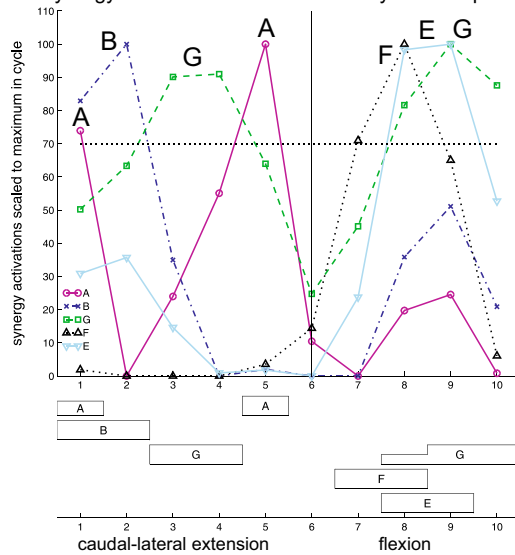 synergy activations scaled to maximum in cycle
110
100
90
80
70
60
50
40
30
20
10
0
A
B
G
A
F
E
G
A
B
G
F
E
1 2 3 4 5 6 7 8 9 10
A
A
B
G
G
F
E
1 2 3 4 5 6 7 8 9 10
caudal-lateral extension flexion